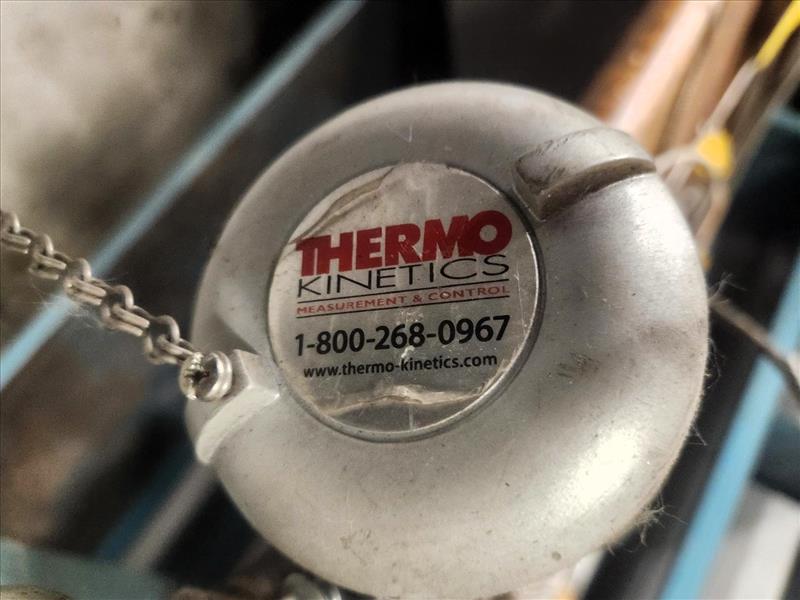 THERMO
KINETICS
MEASUREMENT & CONTROL
1-800-268-0967
www.thermo-kinetics.com